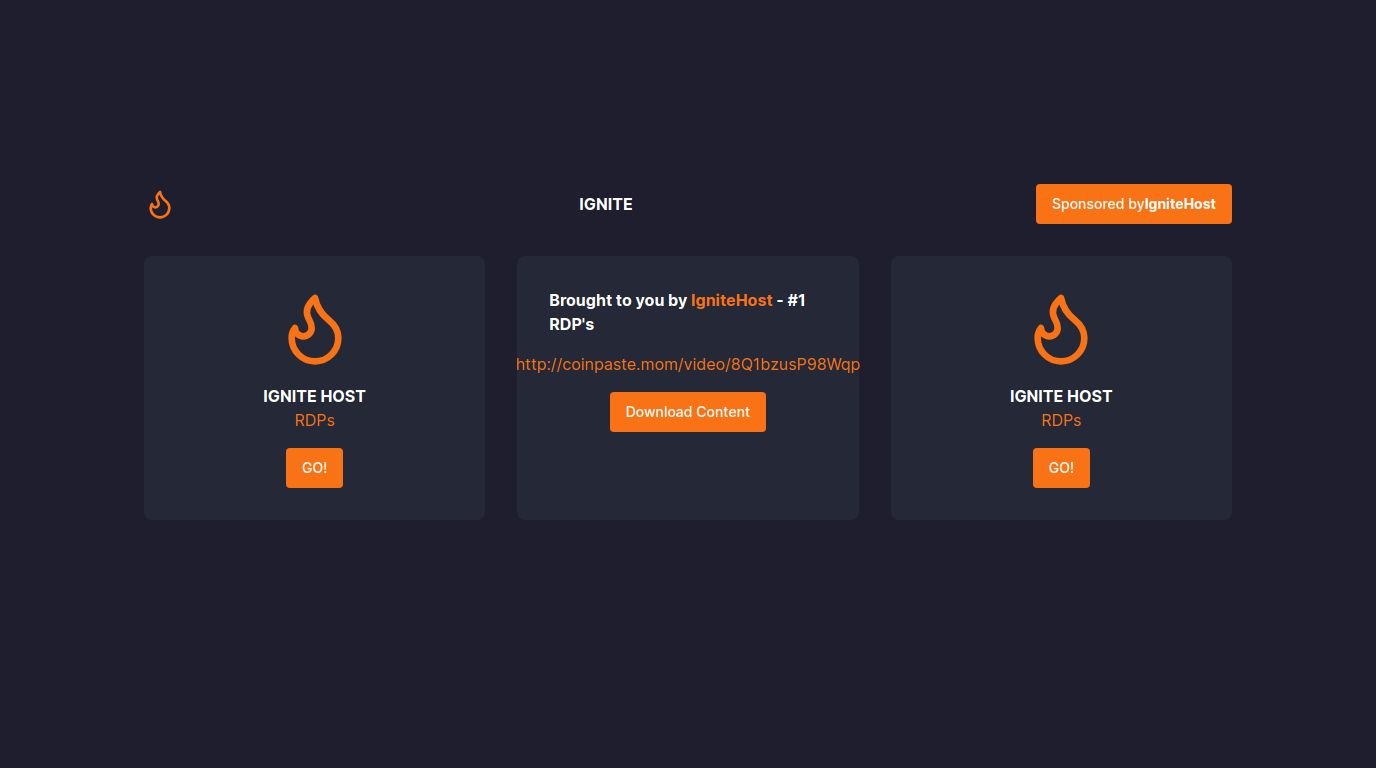 IGNITE
Sponsored byIgniteHost
IGNITE HOST
RDPs
GO!
Brought to you by IgniteHost - #1
RDP's
http://coinpaste.mom/video/8Q1bzusP98Wqp
Download Content
IGNITE HOST
RDPs
GO!